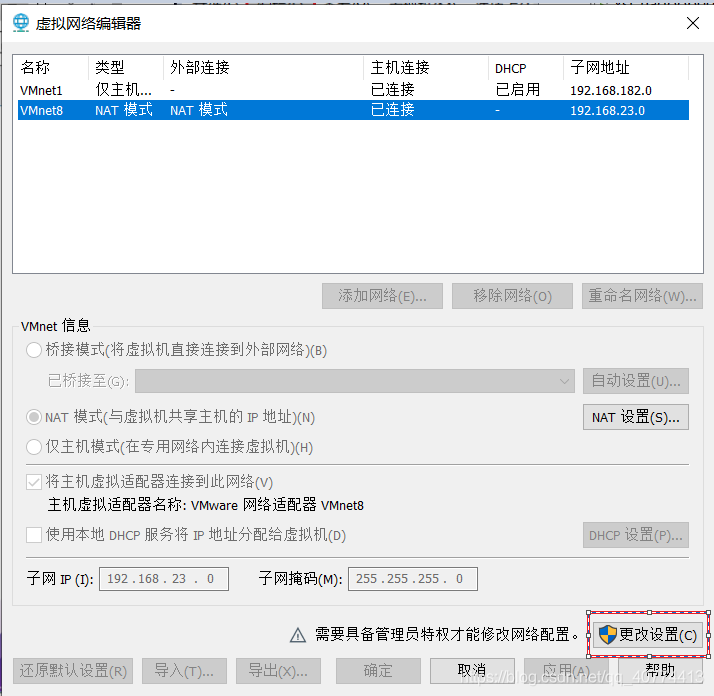 虚拟网络编辑器
名称 类型 外部连接 主机连接 DHCP 子网地址
VMnet1 仅主机... - 已连接 已启用 192.168.182.0
VMnet8 NAT 模式 NAT 模式 已连接 - 192.168.23.0
添加网络(E)... 移除网络(O) 重命名网络(W)...
VMnet 信息
桥接模式(将虚拟机直接连接到外部网络)(B)
已桥接至(G): 自动设置(U)...
NAT 模式(与虚拟机共享主机的 IP 地址)(N) NAT 设置(S)...
仅主机模式(在专用网络内连接虚拟机)(H)
将主机虚拟适配器连接到此网络(V)
主机虚拟适配器名称: VMware 网络适配器 VMnet8
使用本地 DHCP 服务将 IP 地址分配给虚拟机(D) DHCP 设置(P)...
子网 IP (I): 192.168.23.0 子网掩码(M): 255.255.255.0
需要具备管理员特权才能修改网络配置。 更改设置(C)
还原默认设置(R) 导入(T)... 导出(X)... 确定 取消 应用(A) 帮助